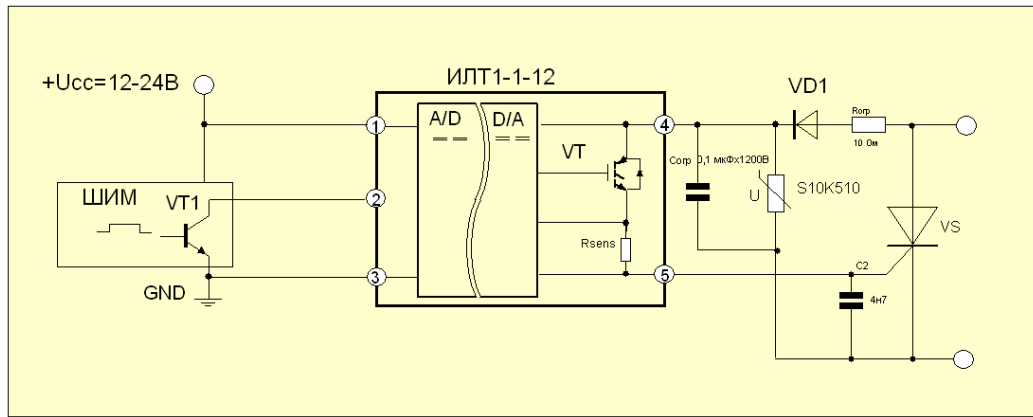 +Ucc=12-24В
ИЛТ1-1-12
VD1
Rогр
10 Ом
1
A/D
D/A
4
VT
Cогр 0,1 мкФх1200В
ШИМ
VT1
2
U
S10K510
VS
Rsens
3
5
C2
GND
4н7